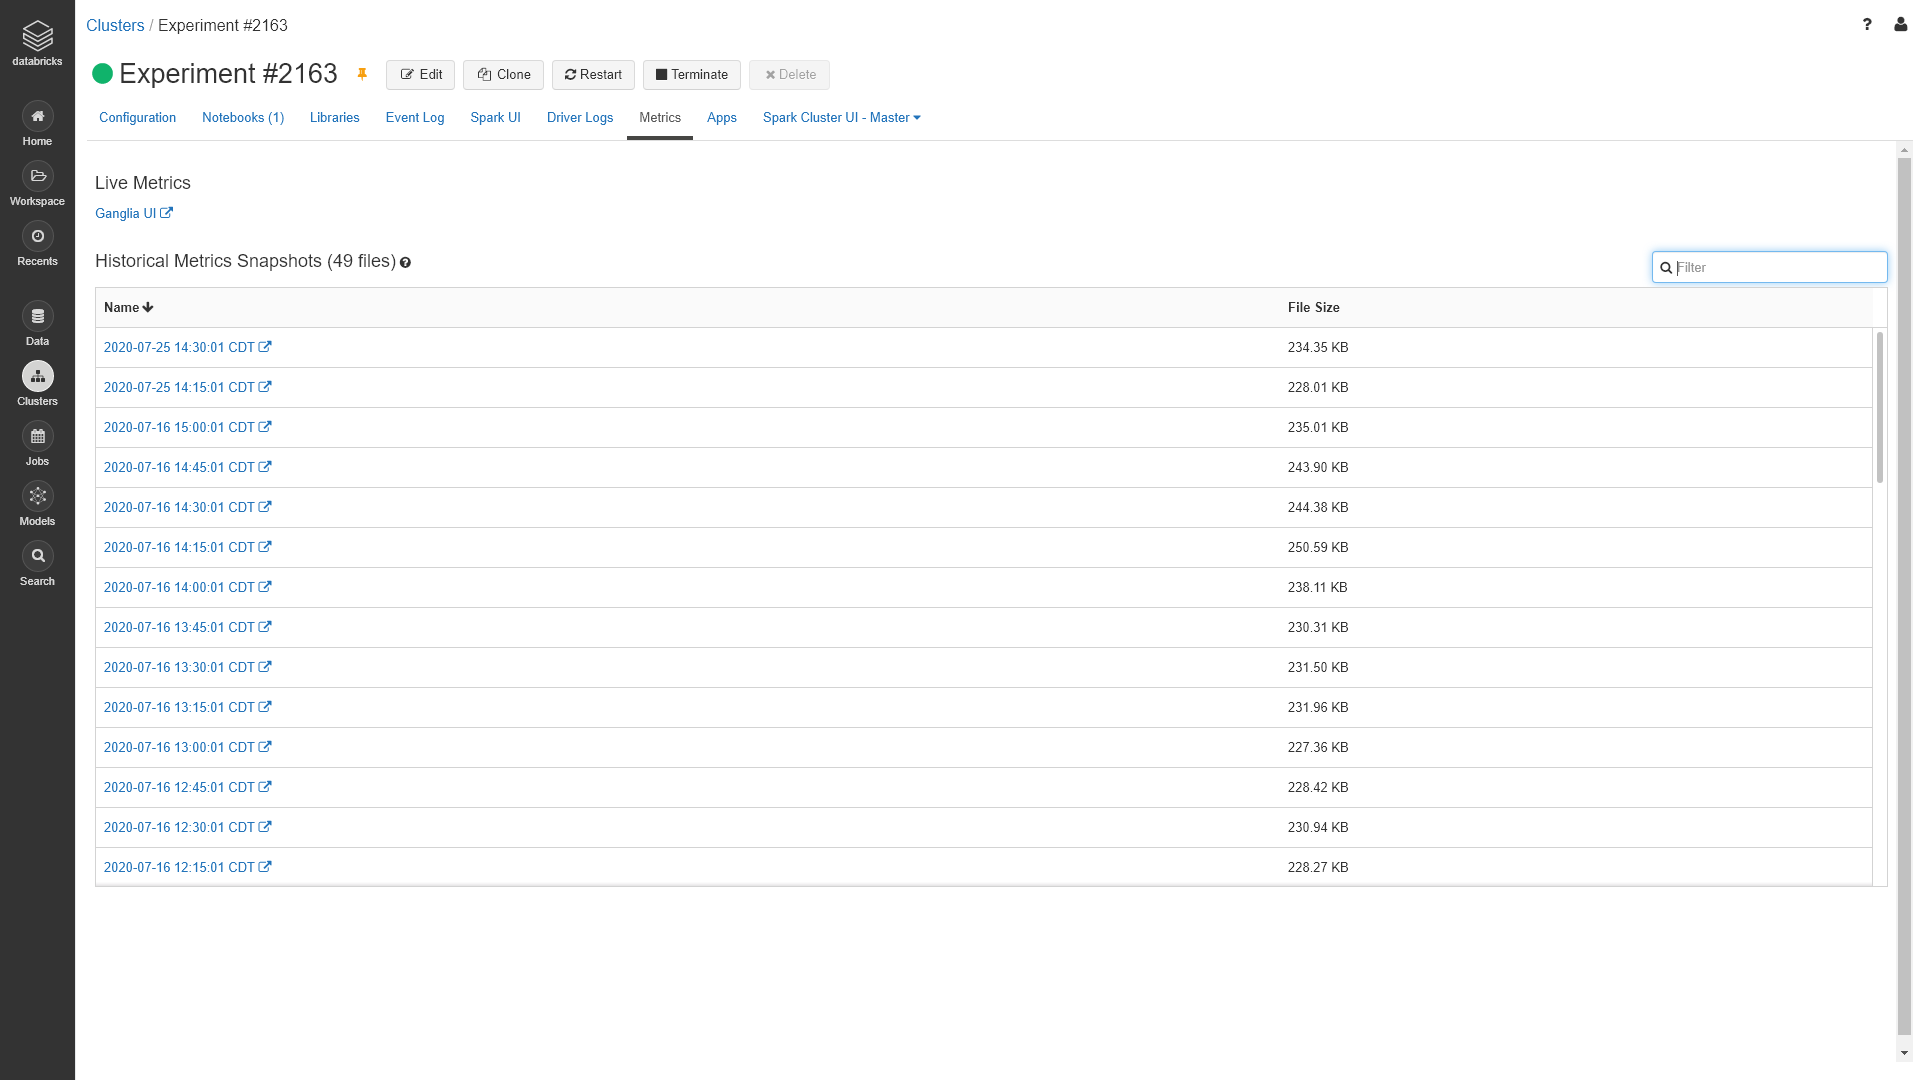 databricks
Home
Workspace
Recents
Data
Clusters
Jobs
Models
Search
Clusters / Experiment #2163
?
Experiment #2163
Edit
Clone
Restart
Terminate
Delete
Configuration
Notebooks (1)
Libraries
Event Log
Spark UI
Driver Logs
Metrics
Apps
Spark Cluster UI - Master
Live Metrics
Ganglia UI
Historical Metrics Snapshots (49 files) ?
Filter
Name File Size
2020-07-25 14:30:01 CDT 234.35 KB
2020-07-25 14:15:01 CDT 228.01 KB
2020-07-16 15:00:01 CDT 235.01 KB
2020-07-16 14:45:01 CDT 243.90 KB
2020-07-16 14:30:01 CDT 244.38 KB
2020-07-16 14:15:01 CDT 250.59 KB
2020-07-16 14:00:01 CDT 238.11 KB
2020-07-16 13:45:01 CDT 230.31 KB
2020-07-16 13:30:01 CDT 231.50 KB
2020-07-16 13:15:01 CDT 231.96 KB
2020-07-16 13:00:01 CDT 227.36 KB
2020-07-16 12:45:01 CDT 228.42 KB
2020-07-16 12:30:01 CDT 230.94 KB
2020-07-16 12:15:01 CDT 228.27 KB